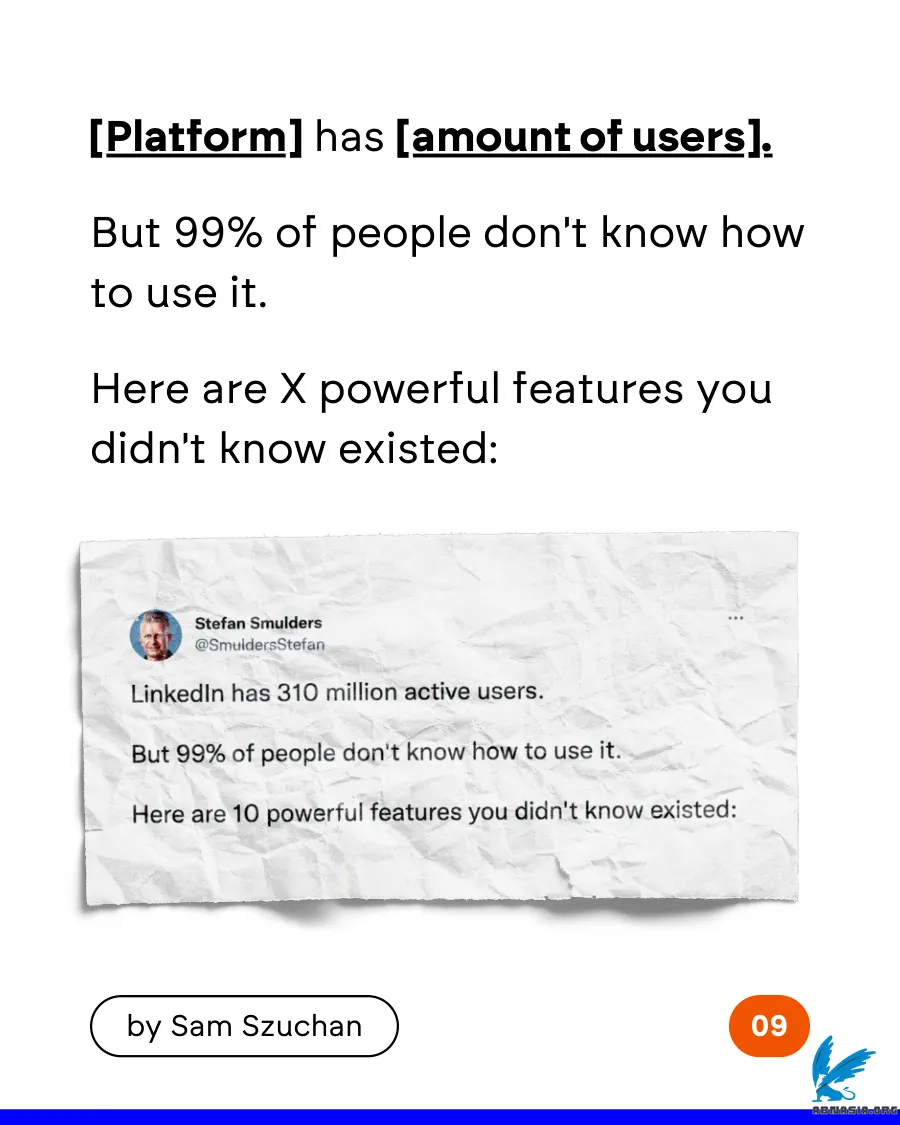 [Platform] has [amount of users].
But 99% of people don't know how
to use it.
Here are X powerful features you
didn't know existed:
Stefan Smulders
@SmuldersStefan
...
LinkedIn has 310 million active users.
But 99% of people don't know how to use it.
Here are 10 powerful features you didn't know existed:
by Sam Szuchan
09
ABIVASIA.ORG